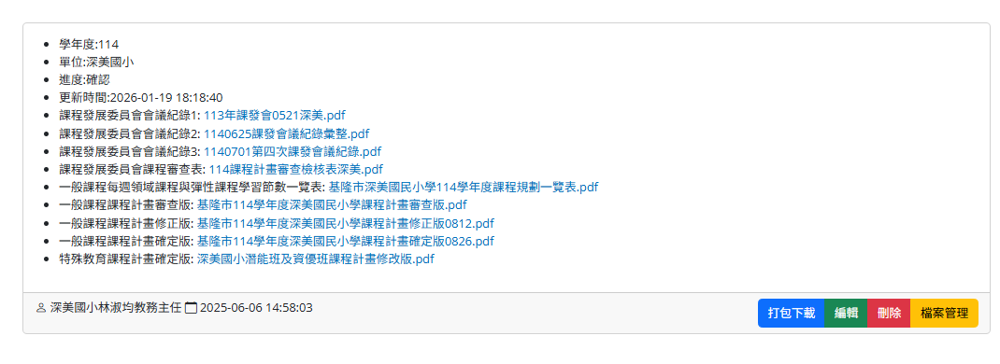 學年度:114
單位:深美國小
進度:確認
更新時間:2026-01-19 18:18:40
課程發展委員會會議紀錄1: 113年課發會0521深美.pdf
課程發展委員會會議紀錄2: 1140625課發會議紀錄彙整.pdf
課程發展委員會會議紀錄3: 1140701第四次課發會議紀錄.pdf
課程發展委員會課程審查表: 114課程計畫審查檢核表深美.pdf
一般課程每週領域課程與彈性課程學習節數一覽表: 基隆市深美國民小學114學年度課程規劃一覽表.pdf
一般課程課程計畫審查版: 基隆市114學年度深美國民小學課程計畫審查版.pdf
一般課程課程計畫修正版: 基隆市114學年度深美國民小學課程計畫修正版0812.pdf
一般課程課程計畫確定版: 基隆市114學年度深美國民小學課程計畫確定版0826.pdf
特殊教育課程計畫確定版: 深美國小潛能班及資優班課程計畫修改版.pdf
深美國小林淑均教務主任 2025-06-06 14:58:03 打包下載 編輯 刪除 檔案管理